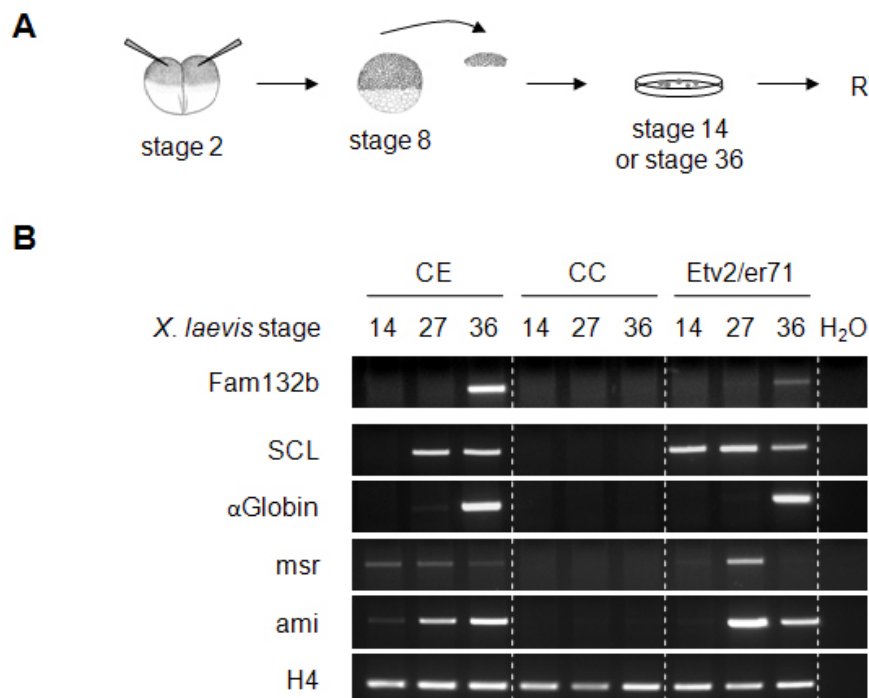 A
stage 2
stage 8
stage 14
or stage 36
R
B
CE CC Etv2/er71
X. laevis stage 14 27 36 14 27 36 14 27 36 H₂O
Fam132b
SCL
αGlobin
msr
ami
H4